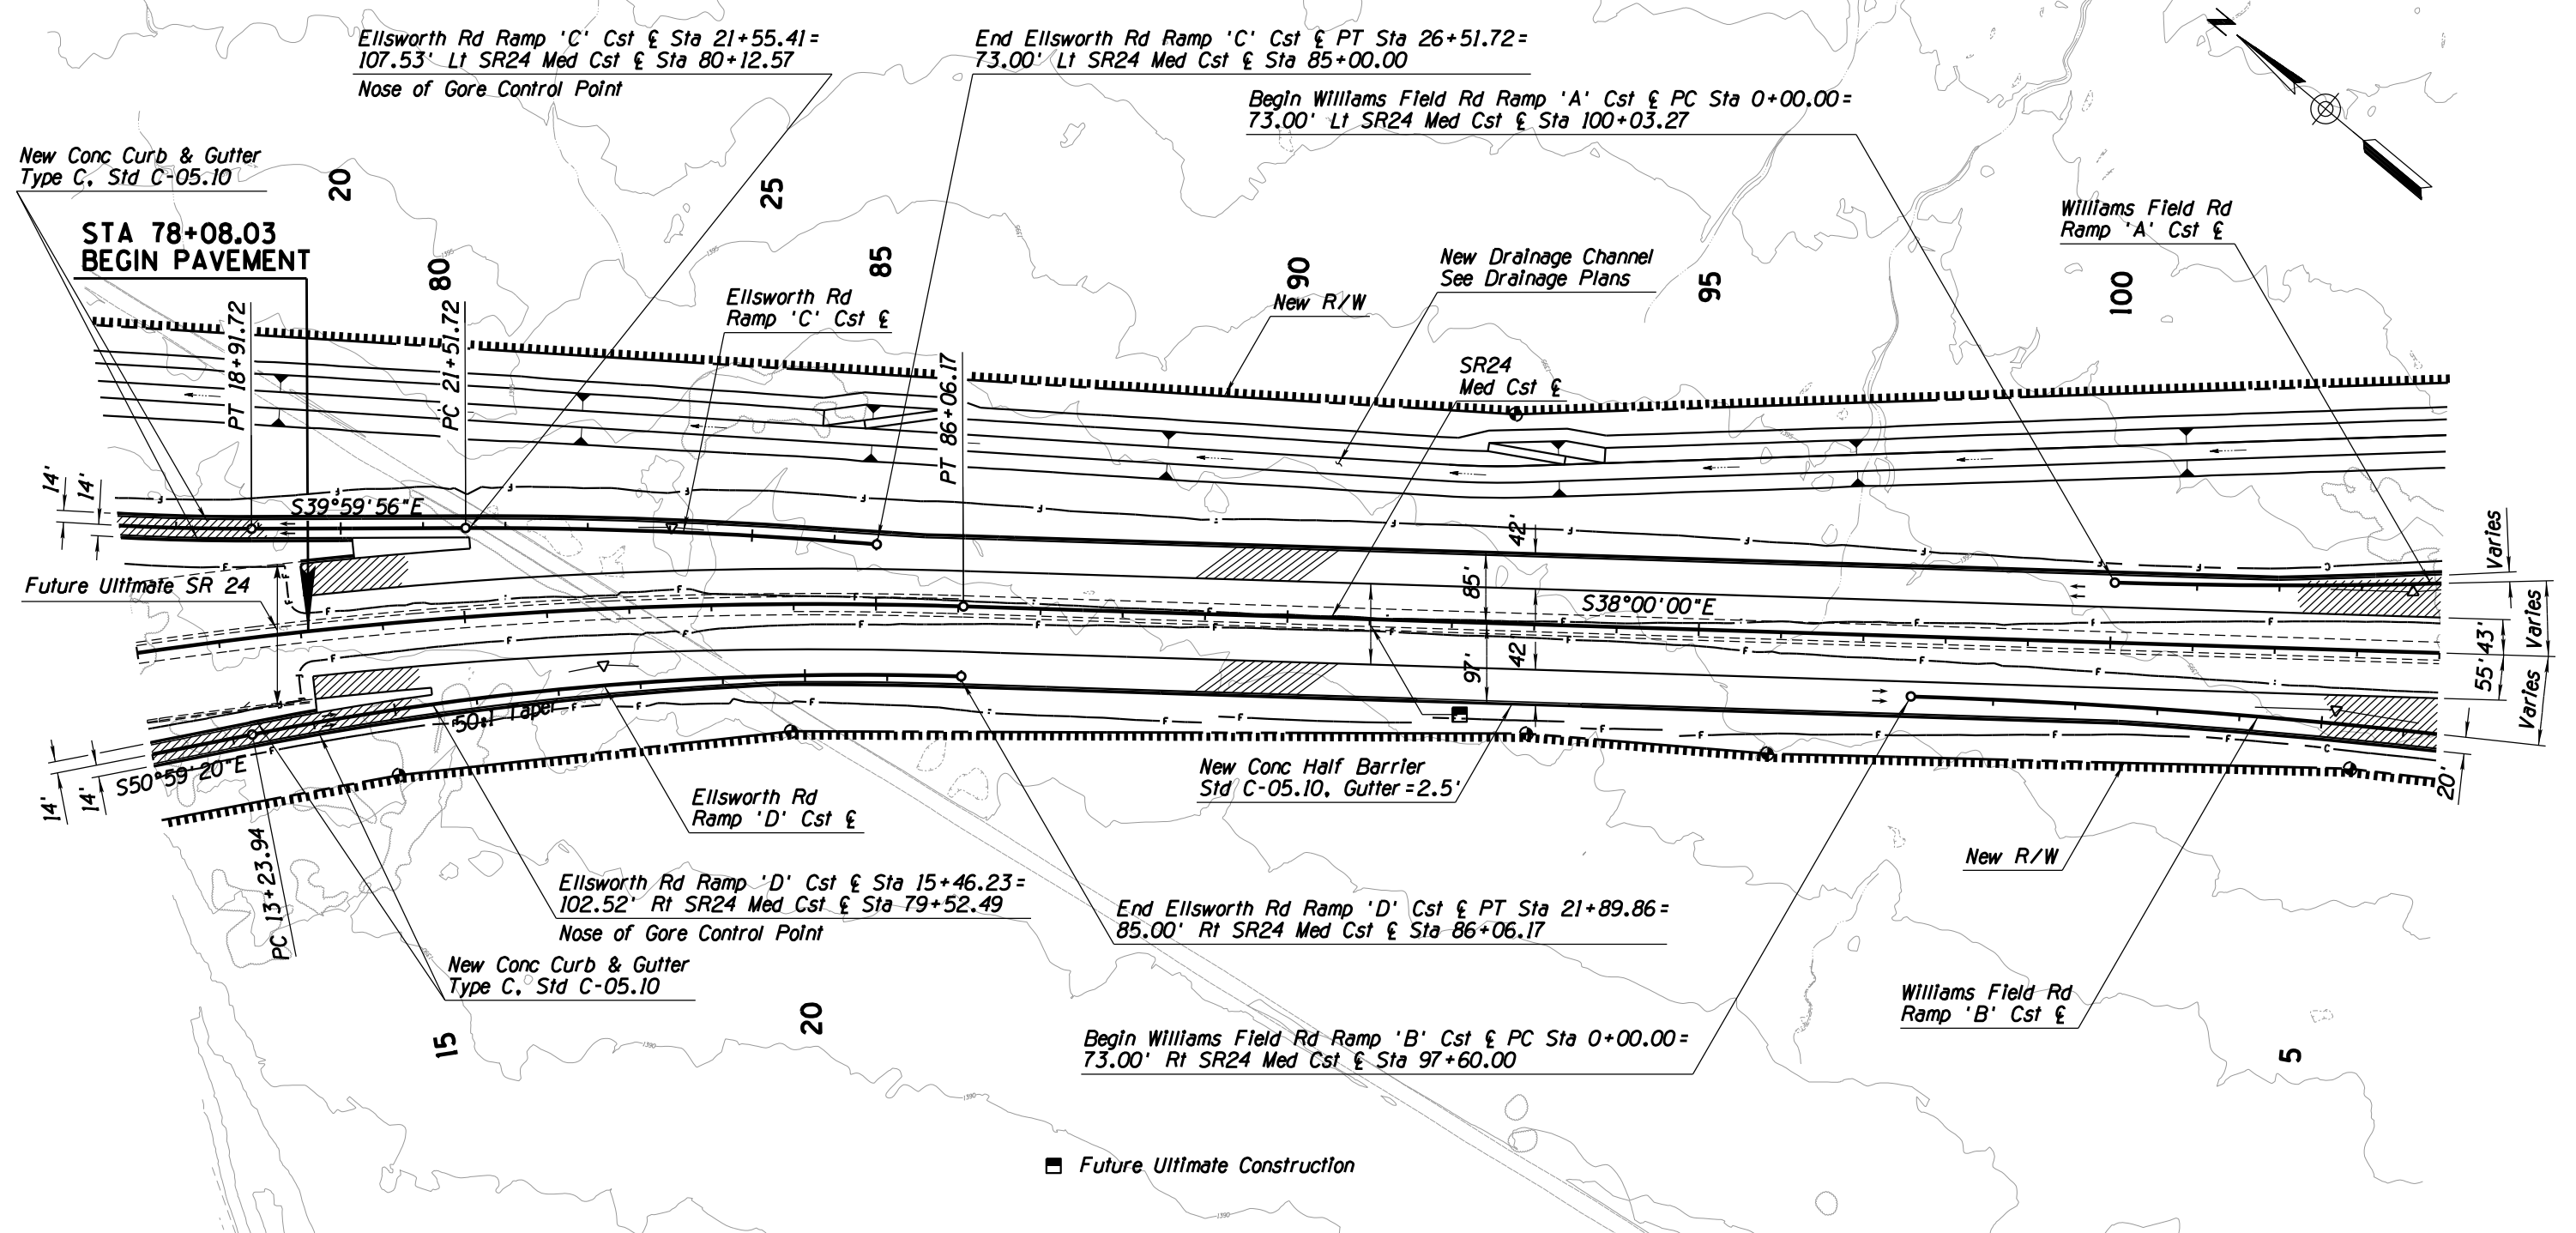 Ellsworth Rd Ramp 'C' Cst ℄ Sta 21+55.41=
107.53' Lt SR24 Med Cst ℄ Sta 80+12.57
Nose of Gore Control Point
End Ellsworth Rd Ramp 'C' Cst ℄ PT Sta 26+51.72=
73.00' Lt SR24 Med Cst ℄ Sta 85+00.00
Begin Williams Field Rd Ramp 'A' Cst ℄ PC Sta 0+00.00=
73.00' Lt SR24 Med Cst ℄ Sta 100+03.27
N
New Conc Curb & Gutter
Type C, Std C-05.10
20
25
STA 78+08.03
BEGIN PAVEMENT
80
85
90
95
100
Williams Field Rd
Ramp 'A' Cst ℄
New Drainage Channel
See Drainage Plans
New R/W
Ellsworth Rd
Ramp 'C' Cst ℄
PT 18+91.72
PC 21+51.72
PT 86+06.17
SR24
Med Cst ℄
14'
14'
S39°59'56"E
Future Ultimate SR 24
42'
85'
S38°00'00"E
97'
42'
Varies
Varies
43'
55'
Varies
20'
50:1 Taper
S50°59'20"E
14'
14'
PC 13+23.94
Ellsworth Rd
Ramp 'D' Cst ℄
New Conc Half Barrier
Std C-05.10, Gutter=2.5'
New R/W
Ellsworth Rd Ramp 'D' Cst ℄ Sta 15+46.23=
102.52' Rt SR24 Med Cst ℄ Sta 79+52.49
Nose of Gore Control Point
New Conc Curb & Gutter
Type C, Std C-05.10
End Ellsworth Rd Ramp 'D' Cst ℄ PT Sta 21+89.86=
85.00' Rt SR24 Med Cst ℄ Sta 86+06.17
Williams Field Rd
Ramp 'B' Cst ℄
15
20
Begin Williams Field Rd Ramp 'B' Cst ℄ PC Sta 0+00.00=
73.00' Rt SR24 Med Cst ℄ Sta 97+60.00
5
Future Ultimate Construction